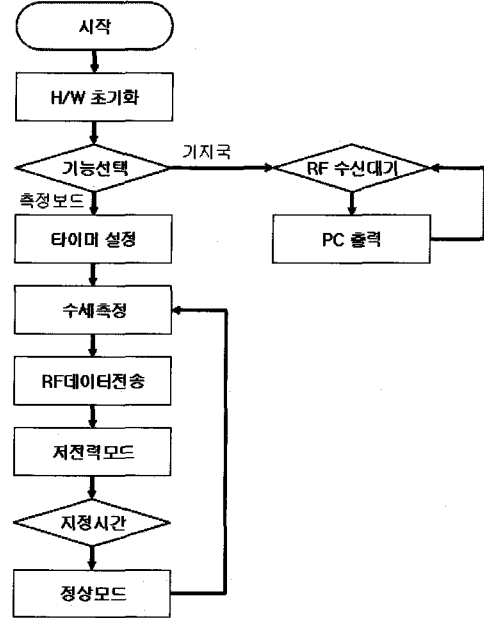 시작
H/W 초기화
기능선택
기지국
RF 수신대기
측정보드
타이머 설정
PC 출력
수세측정
RF데이터전송
저전력모드
지정시간
정상모드